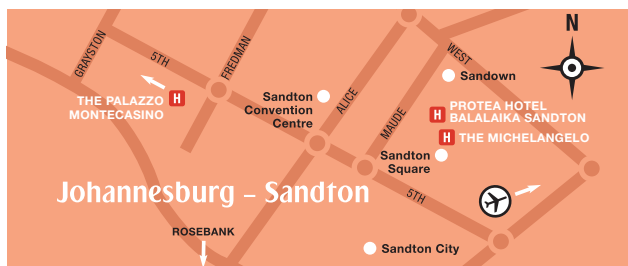 N
GRAYSTON
5TH
FREDMAN
WEST
Sandown
THE PALAZZO
MONTECASINO
H
Sandton
Convention
Centre
ALICE
MAUDE
H
PROTEA HOTEL
BALALAIKA SANDTON
H
THE MICHELANGELO
Sandton
Square
Johannesburg – Sandton
5TH
ROSEBANK
Sandton City